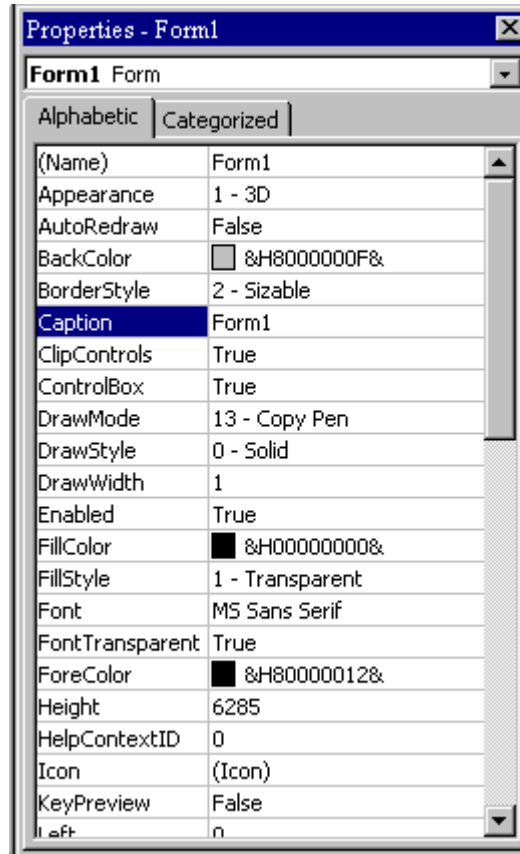 Properties - Form1
Form1 Form
Alphabetic Categorized
(Name) Form1
Appearance 1 - 3D
AutoRedraw False
BackColor &H8000000F&
BorderStyle 2 - Sizable
Caption Form1
ClipControls True
ControlBox True
DrawMode 13 - Copy Pen
DrawStyle 0 - Solid
DrawWidth 1
Enabled True
FillColor &H00000000&
FillStyle 1 - Transparent
Font MS Sans Serif
FontTransparent True
ForeColor &H80000012&
Height 6285
HelpContextID 0
Icon (Icon)
KeyPreview False
Left 0